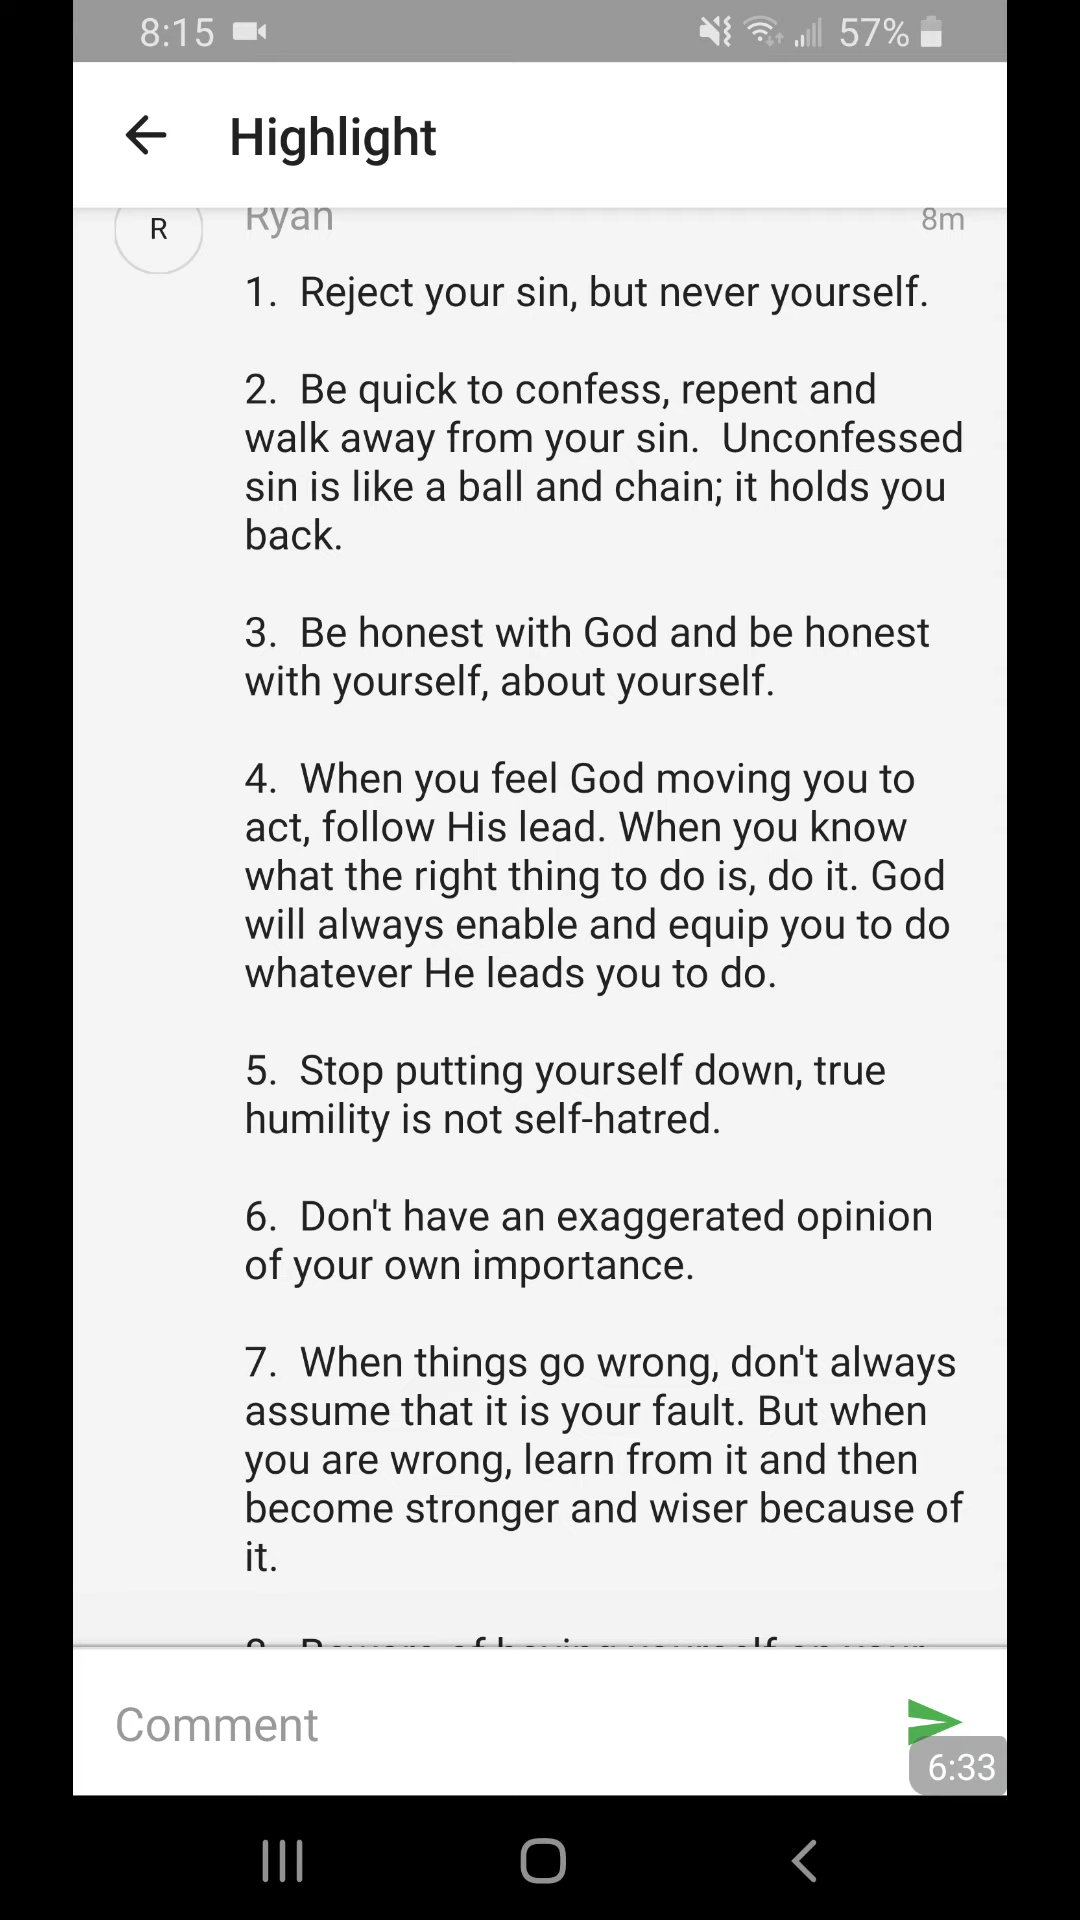 8:15
57%
Highlight
R
Ryan
8m
1.  Reject your sin, but never yourself.
2.  Be quick to confess, repent and
walk away from your sin.  Unconfessed
sin is like a ball and chain; it holds you
back.
3.  Be honest with God and be honest
with yourself, about yourself.
4.  When you feel God moving you to
act, follow His lead. When you know
what the right thing to do is, do it. God
will always enable and equip you to do
whatever He leads you to do.
5.  Stop putting yourself down, true
humility is not self-hatred.
6.  Don't have an exaggerated opinion
of your own importance.
7.  When things go wrong, don't always
assume that it is your fault. But when
you are wrong, learn from it and then
become stronger and wiser because of
it.
Comment
6:33